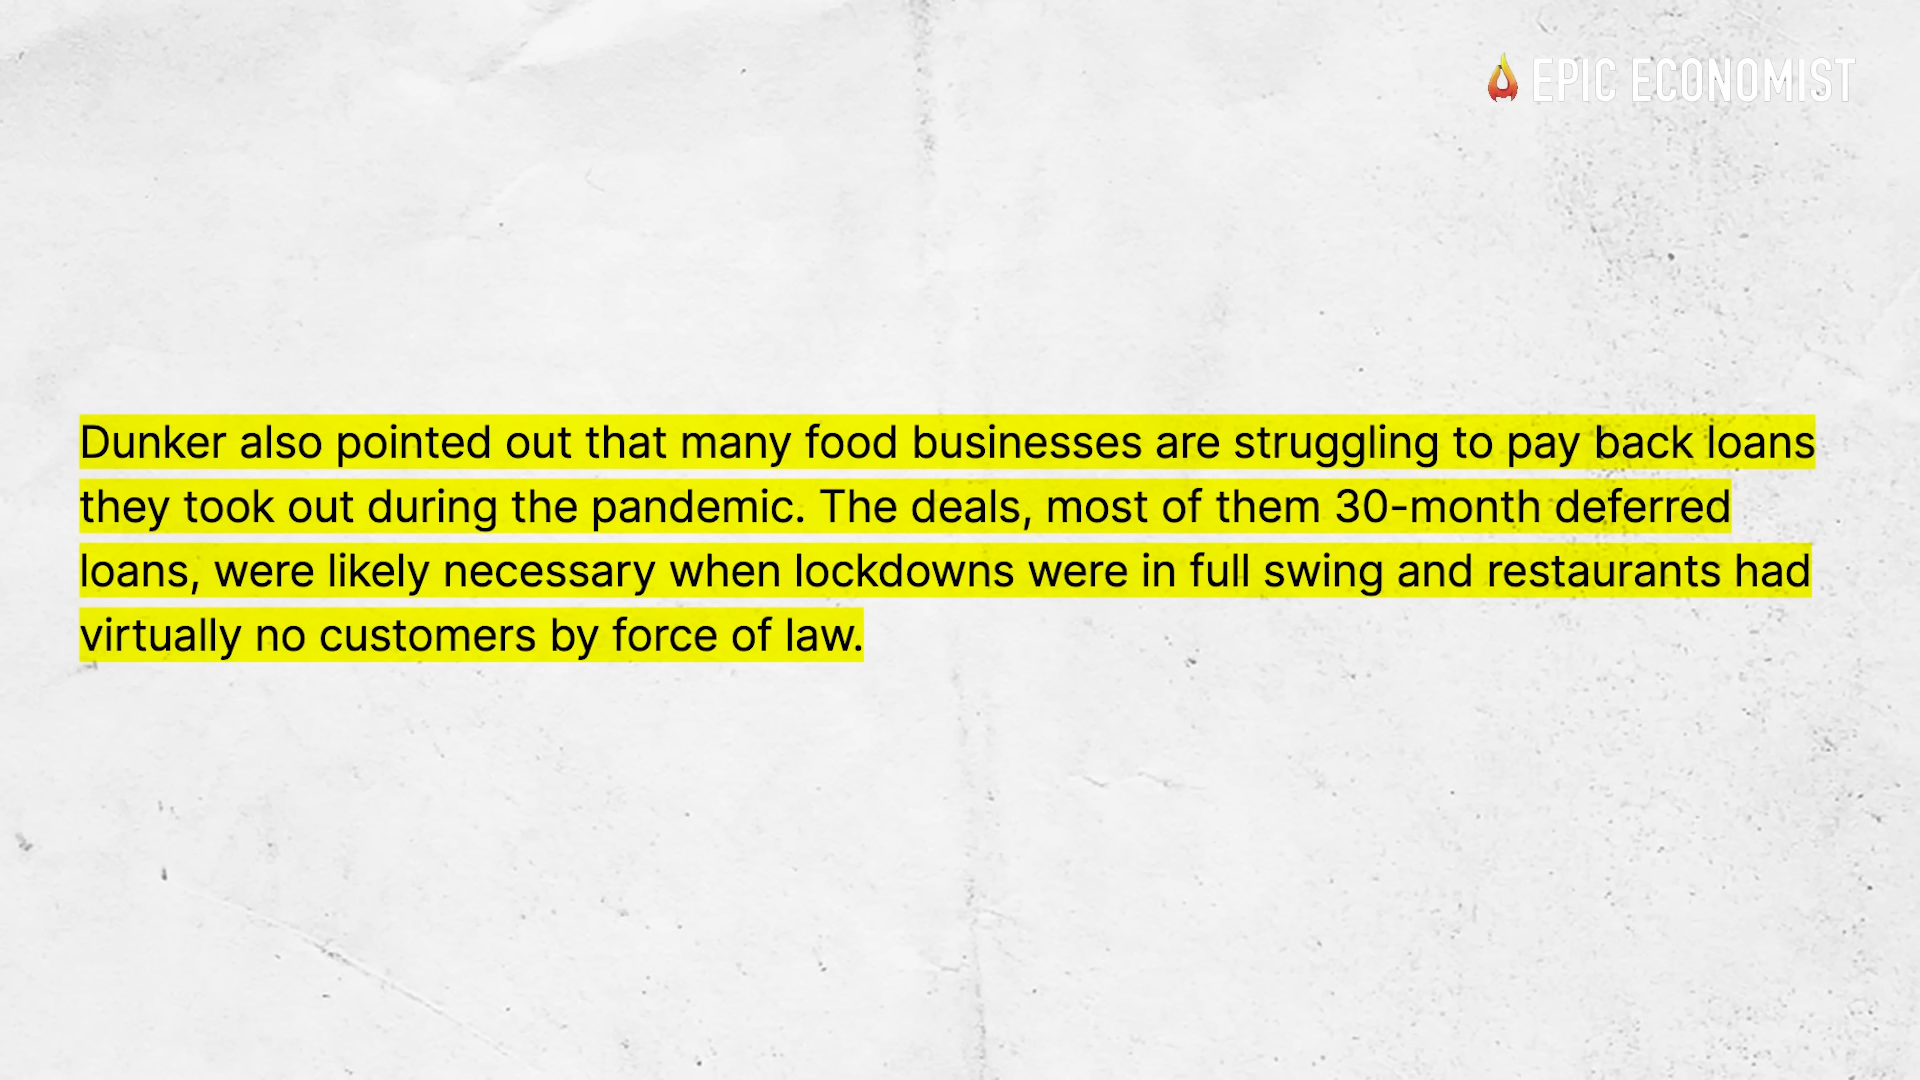 EPIC ECONOMIST
Dunker also pointed out that many food businesses are struggling to pay back loans
they took out during the pandemic. The deals, most of them 30-month deferred
loans, were likely necessary when lockdowns were in full swing and restaurants had
virtually no customers by force of law.